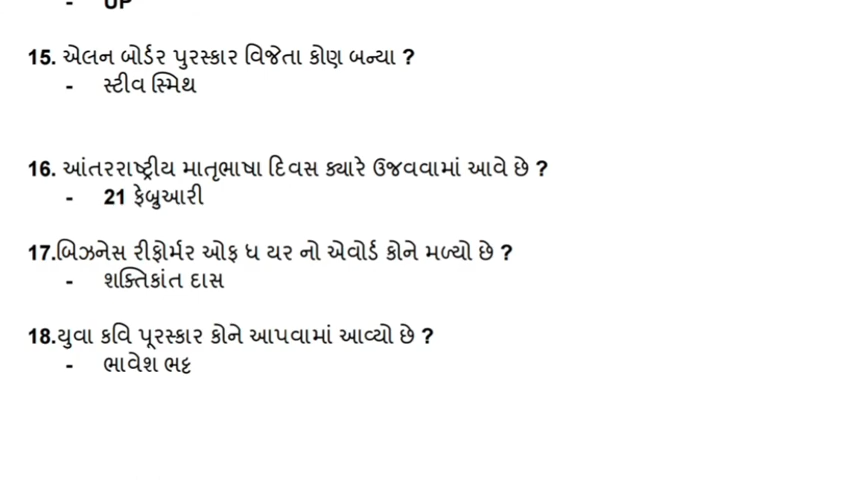 - UP
15. એલન બોર્ડર પુરસ્કાર વિજેતા કોણ બન્યા ?
- સ્ટીવ સ્મિથ
16. આંતરરાષ્ટ્રીય માતૃભાષા દિવસ ક્યારે ઉજવવામાં આવે છે ?
- 21 ફેબ્રુઆરી
17.બિઝનેસ રીફોર્મર ઓફ ધ યર નો એવોર્ડ કોને મળ્યો છે ?
- શક્તિકાંત દાસ
18.યુવા કવિ પૂરસ્કાર કોને આપવામાં આવ્યો છે ?
- ભાવેશ ભટ્ટ